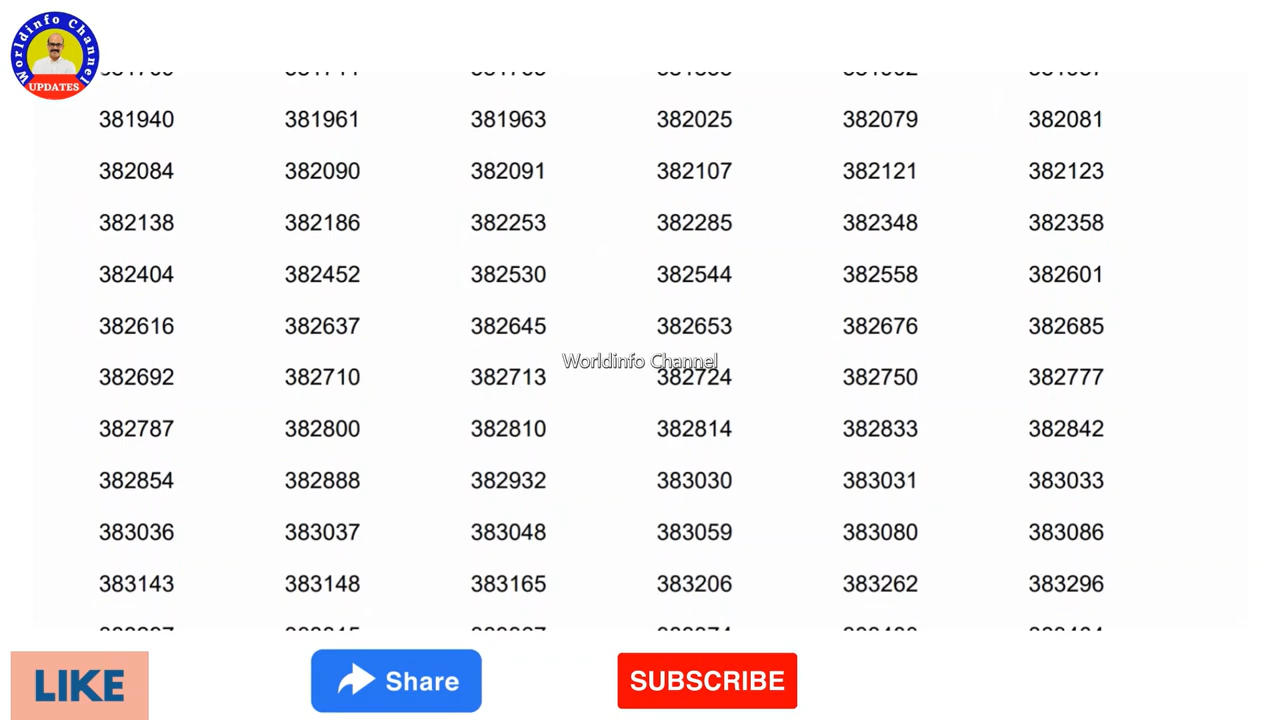 Worldinfo Channel
UPDATES
381940 381961 381963 382025 382079 382081
382084 382090 382091 382107 382121 382123
382138 382186 382253 382285 382348 382358
382404 382452 382530 382544 382558 382601
382616 382637 382645 382653 382676 382685
Worldinfo Channel
382692 382710 382713 382724 382750 382777
382787 382800 382810 382814 382833 382842
382854 382888 382932 383030 383031 383033
383036 383037 383048 383059 383080 383086
383143 383148 383165 383206 383262 383296
LIKE Share SUBSCRIBE